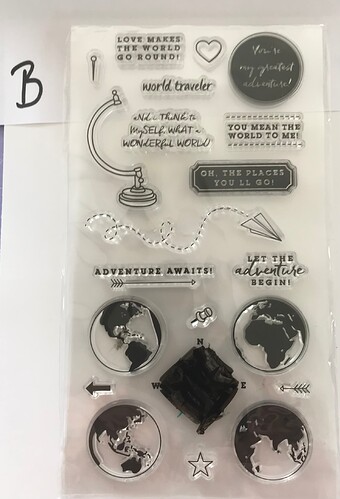 B
LOVE MAKES
THE WORLD
GO ROUND!
You're
my greatest
adventure!
world traveler
and i THiNk to
MySELF, WHAT a
WONDERFUL WORLD
YOU MEAN THE
WORLD TO ME!
OH, THE PLACES
YOU LL GO!
ADVENTURE AWAITS!
LET THE
adventure
BEGIN!
N
W E